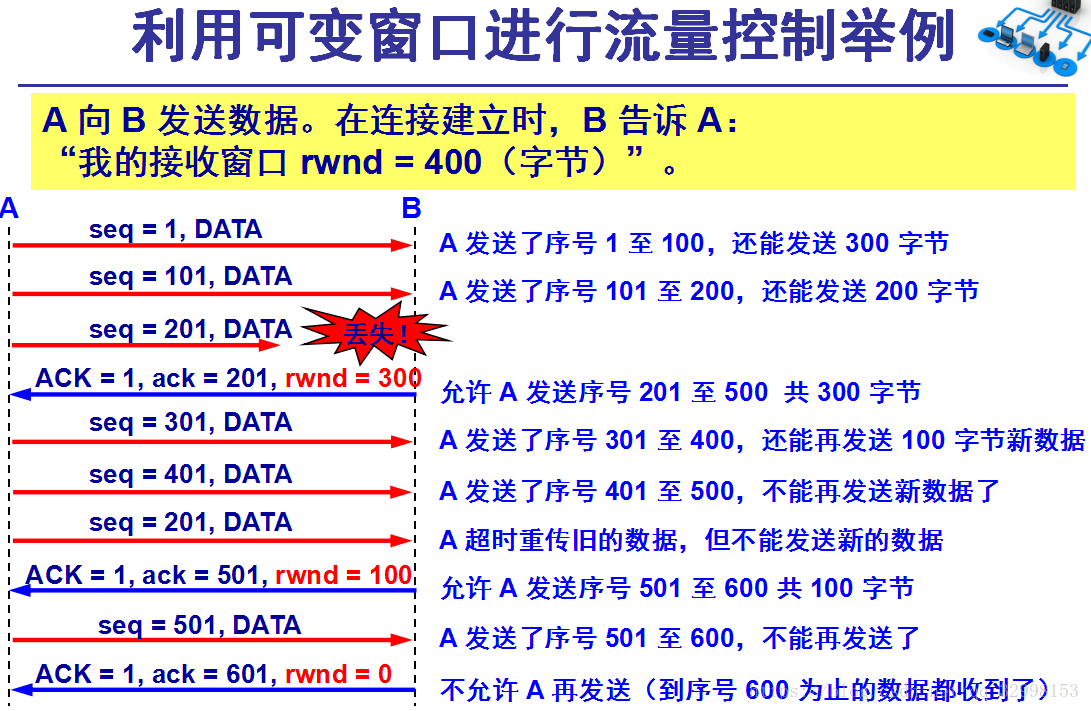 利用可变窗口进行流量控制举例
A 向 B 发送数据。在连接建立时，B 告诉 A：
“我的接收窗口 rwnd = 400（字节）”。
A B
seq = 1, DATA
A 发送了序号 1 至 100，还能发送 300 字节
seq = 101, DATA
A 发送了序号 101 至 200，还能发送 200 字节
seq = 201, DATA
丢失！
ACK = 1, ack = 201, rwnd = 300
允许 A 发送序号 201 至 500 共 300 字节
seq = 301, DATA
A 发送了序号 301 至 400，还能再发送 100 字节新数据
seq = 401, DATA
A 发送了序号 401 至 500，不能再发送新数据了
seq = 201, DATA
A 超时重传旧的数据，但不能发送新的数据
ACK = 1, ack = 501, rwnd = 100
允许 A 发送序号 501 至 600 共 100 字节
seq = 501, DATA
A 发送了序号 501 至 600，不能再发送了
ACK = 1, ack = 601, rwnd = 0
不允许 A 再发送（到序号 600 为止的数据都收到了）